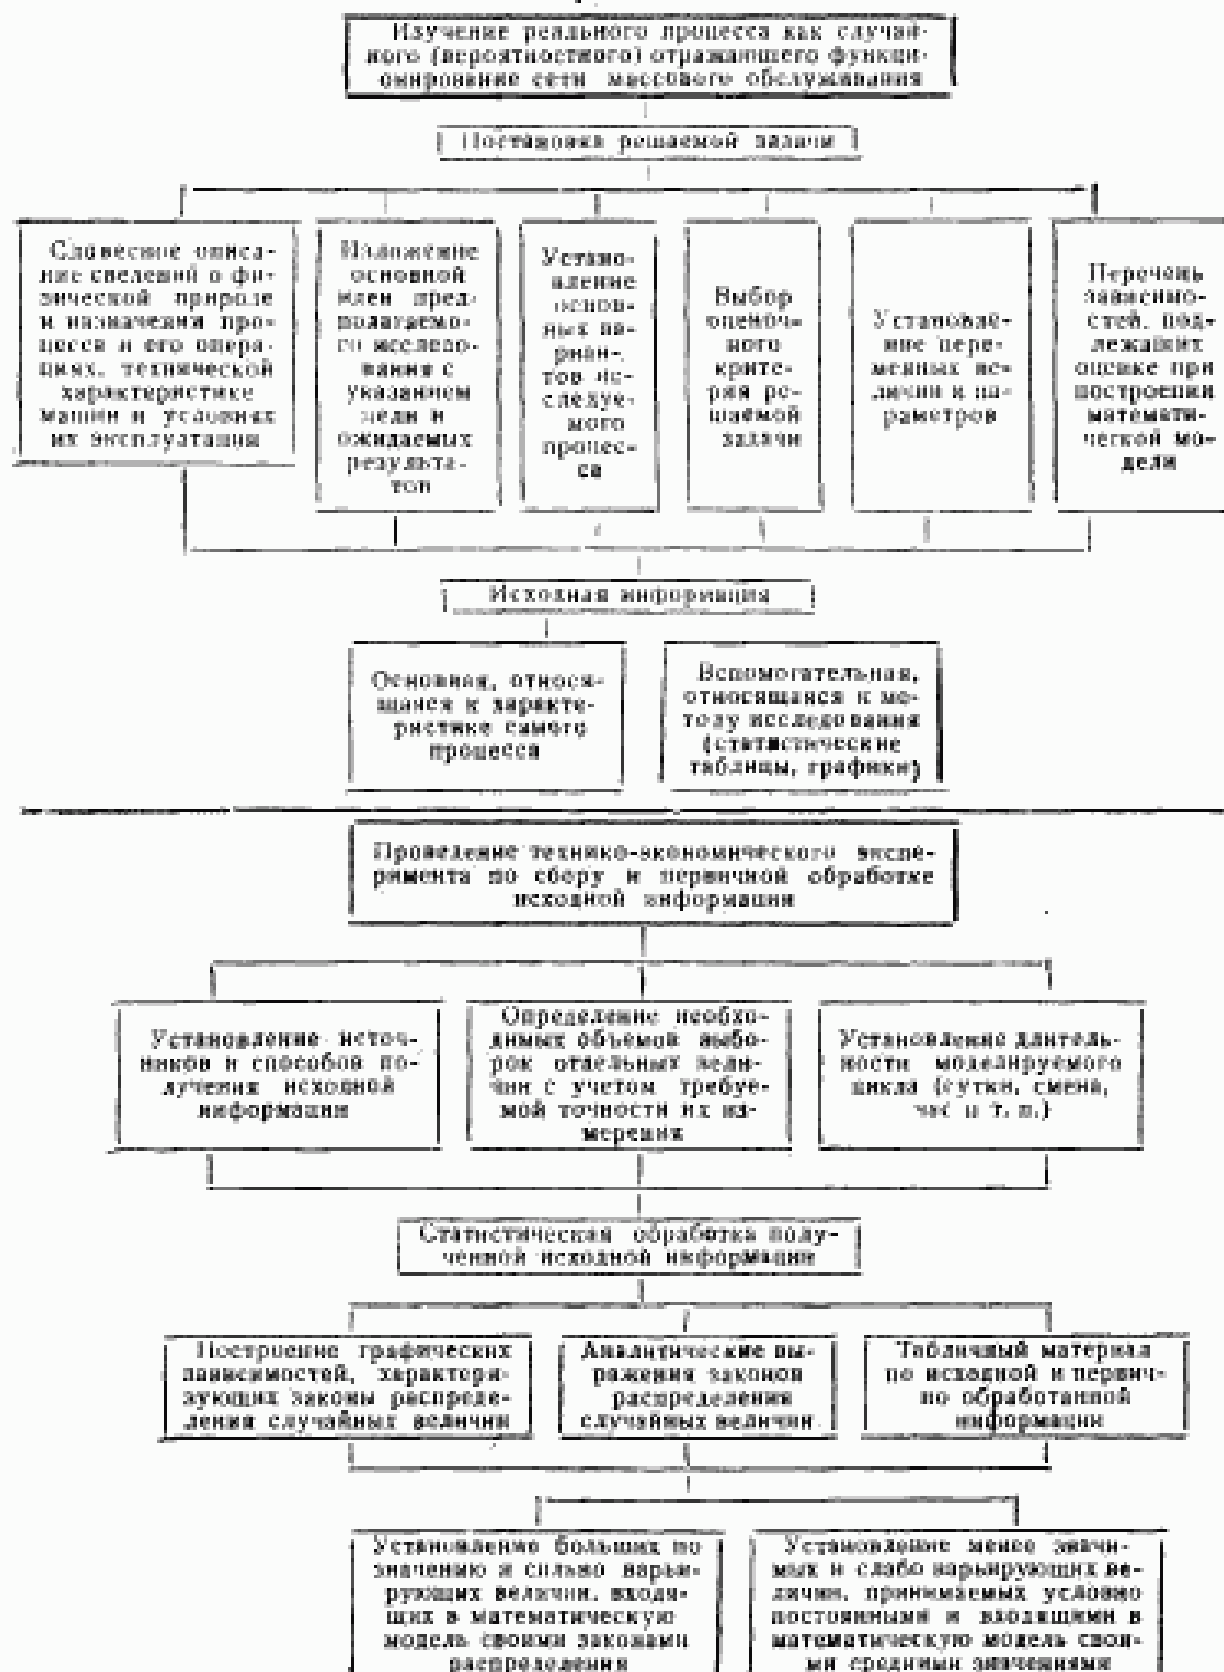 Изучение реального процесса как случай-
ного (вероятностного) отражающего функци-
онирование сети массового обслуживания
Постановка решаемой задачи
Словесное описа-
ние сведений о фи-
зической природе
и назначении про-
цесса и его опера-
циях, технической
характеристике
машин и условиях
их эксплуатации
Изложение
основной
идеи пред-
полагаемо-
го исследо-
вания с
указанием
цели и
ожидаемых
результа-
тов
Устано-
вление
основ-
ных ва-
риан-
тов ис-
следуе-
мого
процес-
са
Выбор
оценоч-
ного
крите-
рия ре-
шаемой
задачи
Установле-
ние пере-
менных ве-
личин и па-
раметров
Перечень
зависимо-
стей, под-
лежащих
оценке при
построении
математи-
ческой мо-
дели
Исходная информация
Основная, относя-
щаяся к характе-
ристике самого
процесса
Вспомогательная,
относящаяся к ме-
тоду исследования
(статистические
таблицы, графики)
Проведение технико-экономического экспе-
римента по сбору и первичной обработке
исходной информации
Установление источ-
ников и способов по-
лучения исходной
информации
Определение необхо-
димых объемов выбо-
рок отдельных вели-
чин с учетом требуе-
мой точности их из-
мерения
Установление длитель-
ности моделируемого
цикла (сутки, смена,
час и т. п.)
Статистическая обработка полу-
ченной исходной информации
Построение графических
зависимостей, характери-
зующих законы распреде-
ления случайных величин
Аналитические вы-
ражения законов
распределения
случайных величин
Табличный материал
по исходной и первич-
но обработанной
информации
Установление больших по
значению и сильно варьи-
рующих величин, входя-
щих в математическую
модель своими законами
распределения
Установление менее значи-
мых и слабо варьирующих ве-
личин, принимаемых условно
постоянными и входящими в
математическую модель свои-
ми средними значениями